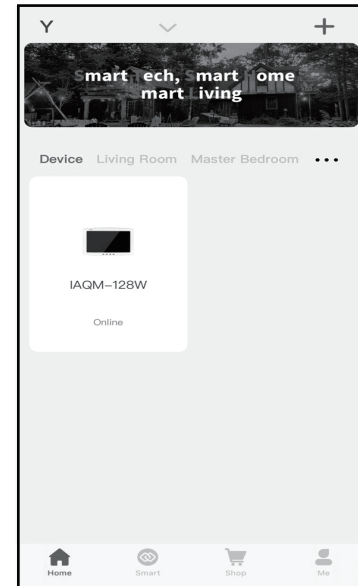 Y
mart ech, mart ome
mart iving
Device Living Room Master Bedroom
IAQM-128W
Online
Home Smart Shop Me